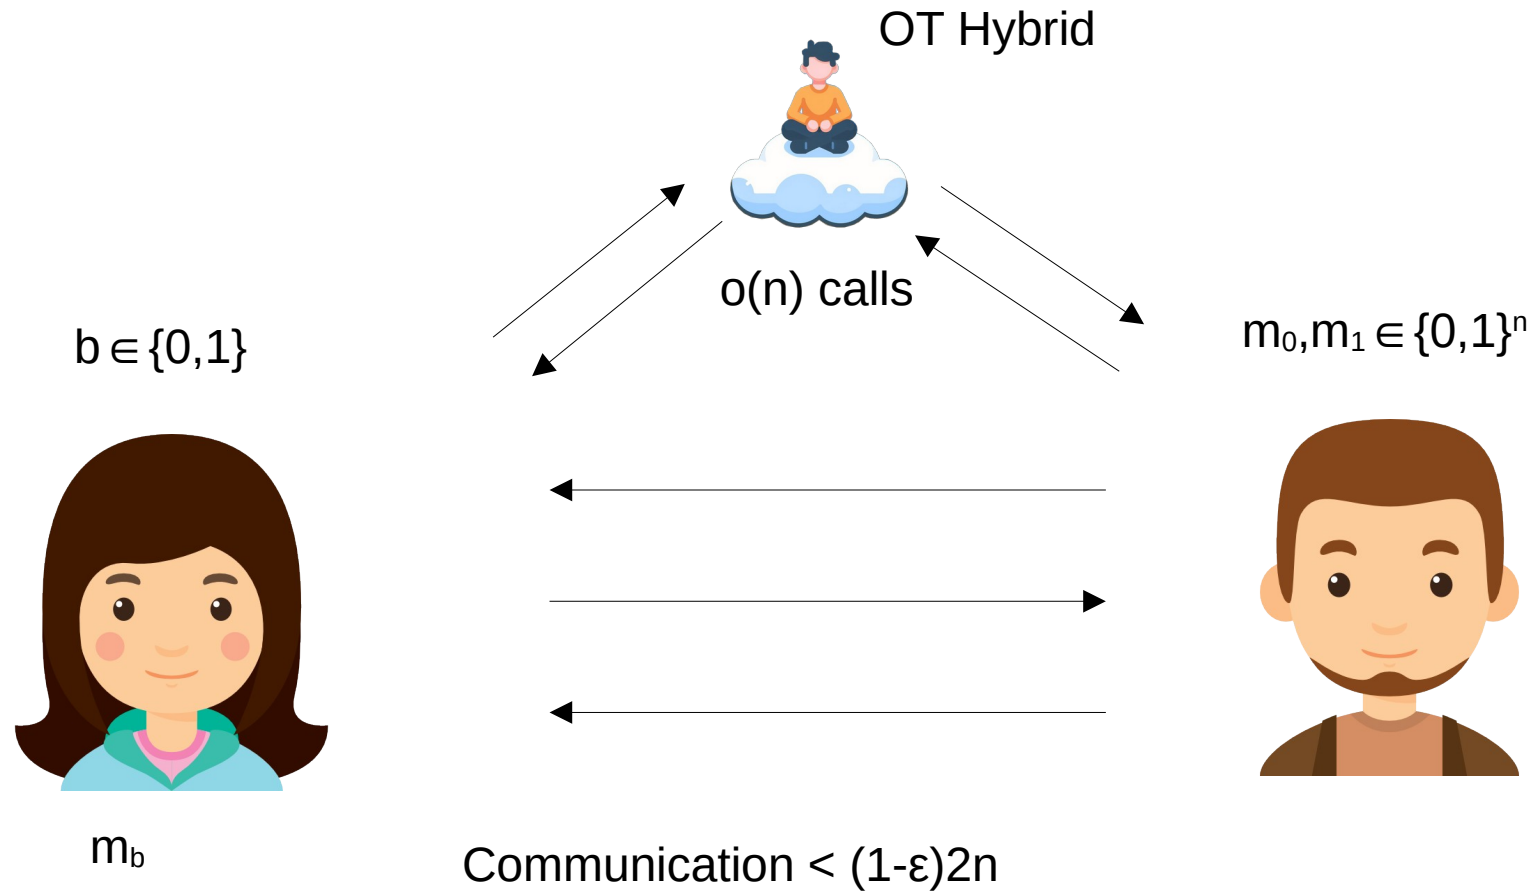 OT Hybrid
o(n) calls
b ∈ {0,1}
m₀,m₁ ∈ {0,1}ⁿ
m_b
Communication < (1-ε)2n